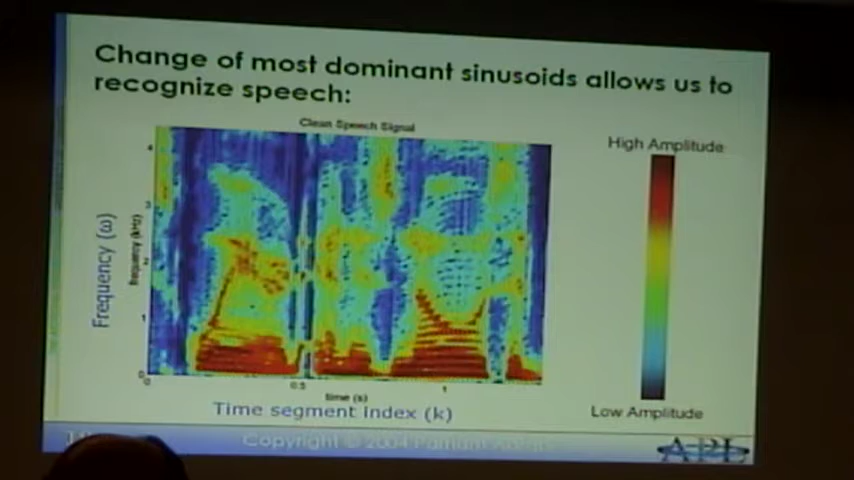 Change of most dominant sinusoids allows us to
recognize speech:
Clean Speech Signal
High Amplitude
4
3
2
1
0
Frequency (ω)
frequency (kHz)
0
0.5
1
time (s)
Time segment index (k)
Low Amplitude
Copyright © 2004
APL